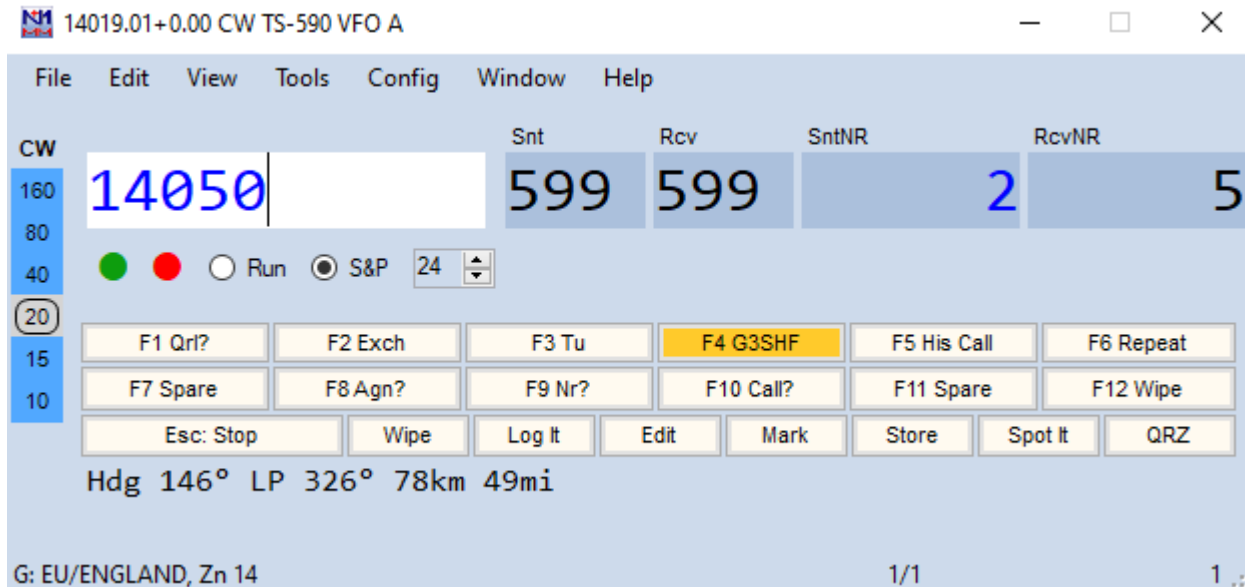 14019.01+0.00 CW TS-590 VFO A
File Edit View Tools Config Window Help
CW
160
80
40
20
15
10
Snt Rcv SntNR RcvNR
14050 599 599 2 5
Run S&P 24
F1 Qrl? F2 Exch F3 Tu F4 G3SHF F5 His Call F6 Repeat
F7 Spare F8 Agn? F9 Nr? F10 Call? F11 Spare F12 Wipe
Esc: Stop Wipe Log It Edit Mark Store Spot It QRZ
Hdg 146° LP 326° 78km 49mi
G: EU/ENGLAND, Zn 14 1/1 1